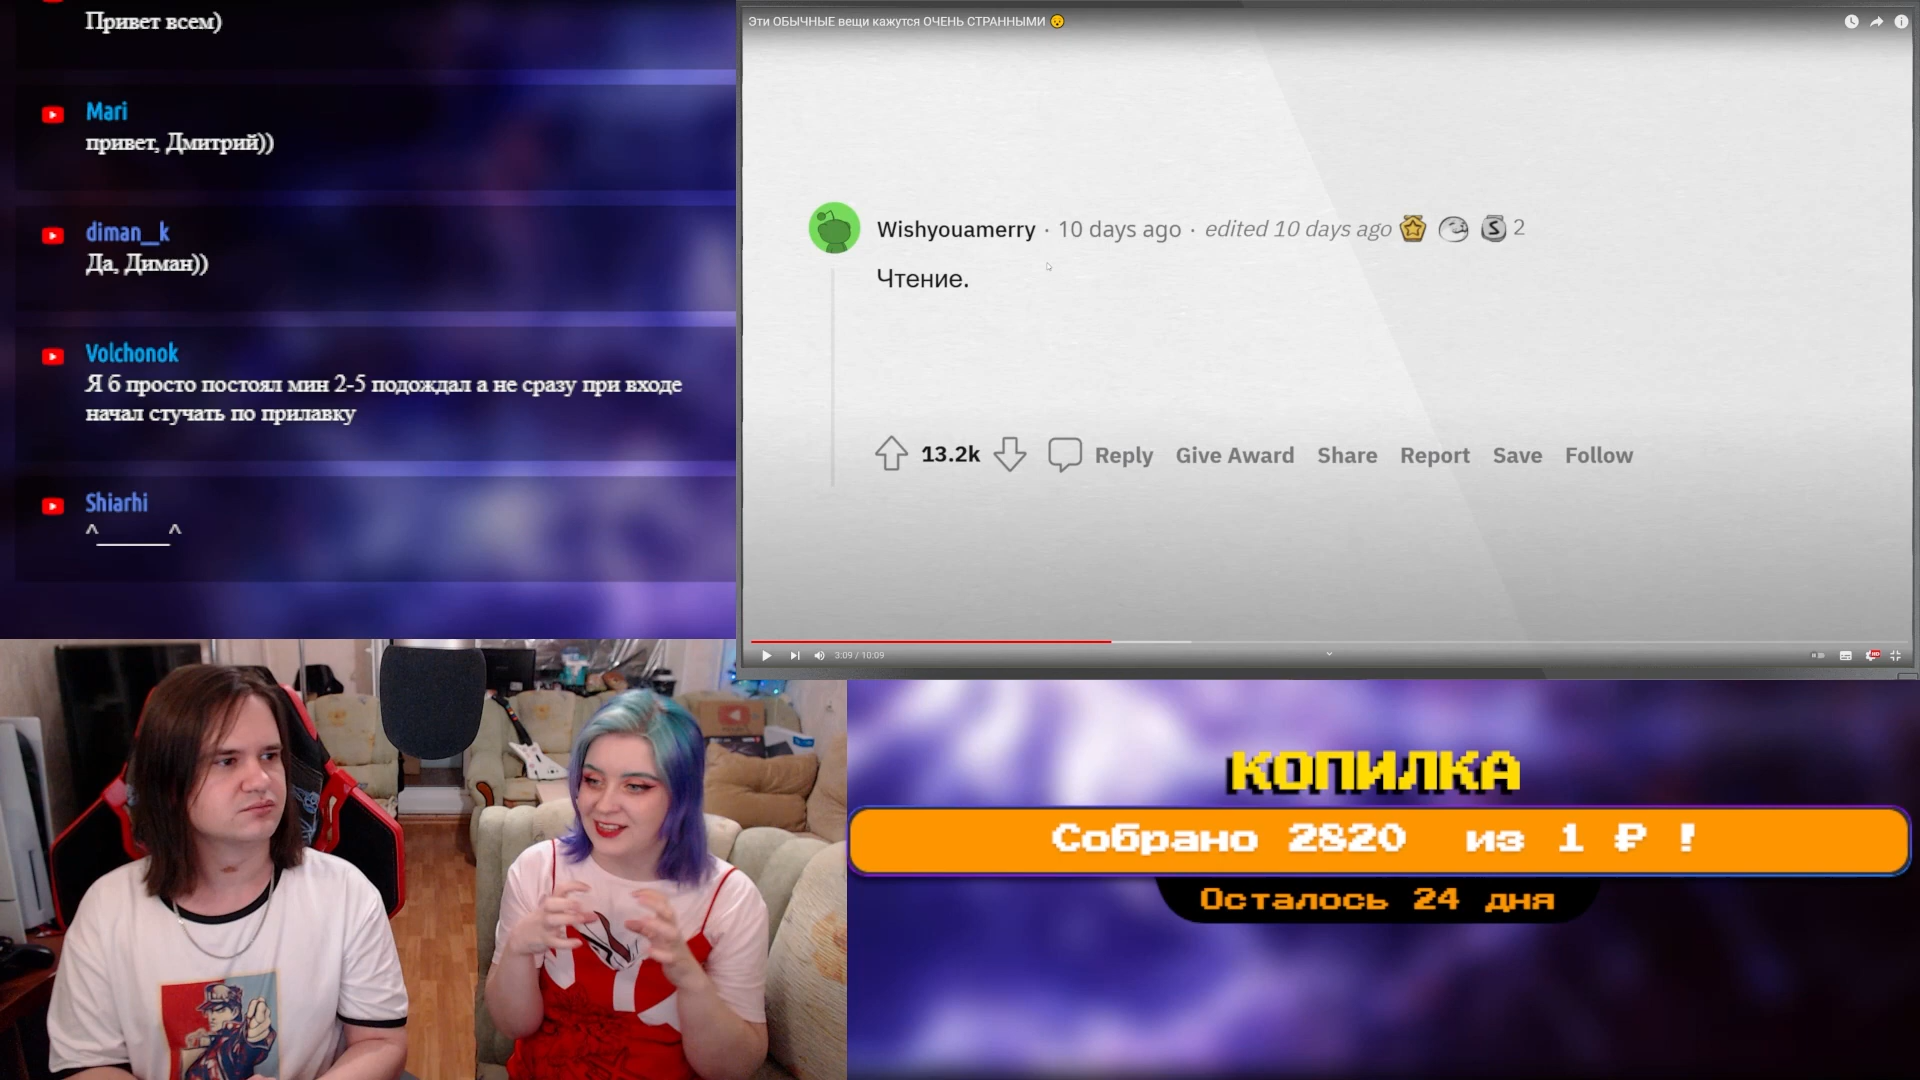 Привет всем)
Mari
привет, Дмитрий))
diman__k
Да, Диман))
Volchonok
Я б просто постоял мин 2-5 подождал а не сразу при входе
начал стучать по прилавку
Shiarhi
^______^
Эти ОБЫЧНЫЕ вещи кажутся ОЧЕНЬ СТРАННЫМИ 😯
Wishyouamerry · 10 days ago · edited 10 days ago 2
Чтение.
13.2k Reply Give Award Share Report Save Follow
3:09 / 10:09
HD
КОПИЛКА
Собрано 2820 из 1 ₽ !
Осталось 24 дня